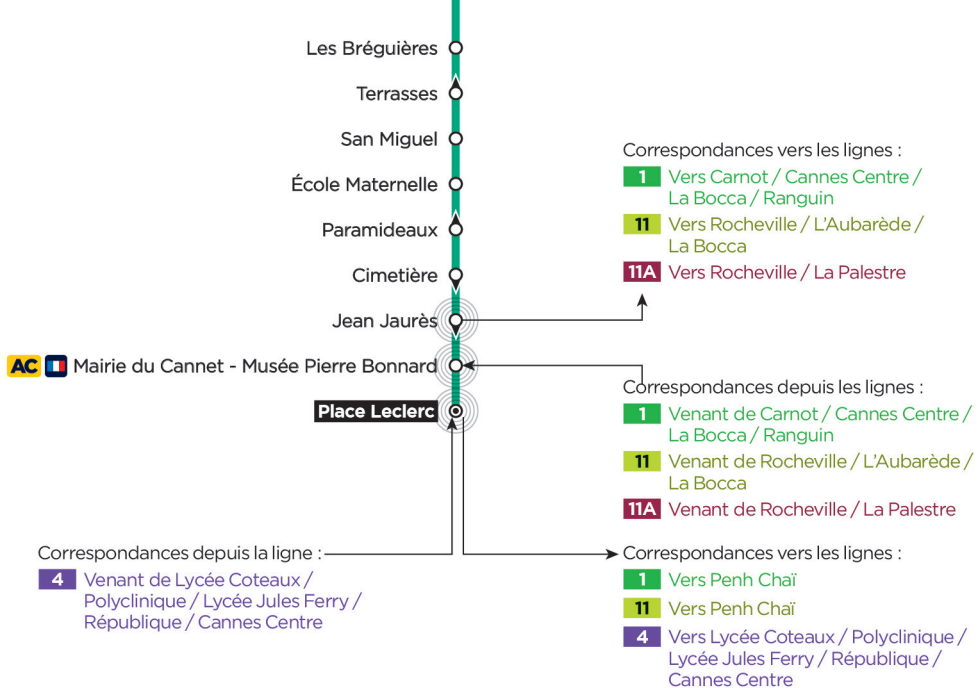 Les Bréguières
Terrasses
San Miguel
École Maternelle
Paramideaux
Cimetière
Jean Jaurès
AC Mairie du Cannet - Musée Pierre Bonnard
Place Leclerc
Correspondances vers les lignes :
1 Vers Carnot / Cannes Centre /
La Bocca / Ranguin
11 Vers Rocheville / L'Aubarède /
La Bocca
11A Vers Rocheville / La Palestre
Correspondances depuis les lignes :
1 Venant de Carnot / Cannes Centre /
La Bocca / Ranguin
11 Venant de Rocheville / L'Aubarède /
La Bocca
11A Venant de Rocheville / La Palestre
Correspondances depuis la ligne :
4 Venant de Lycée Coteaux /
Polyclinique / Lycée Jules Ferry /
République / Cannes Centre
Correspondances vers les lignes :
1 Vers Penh Chaï
11 Vers Penh Chaï
4 Vers Lycée Coteaux / Polyclinique /
Lycée Jules Ferry / République /
Cannes Centre